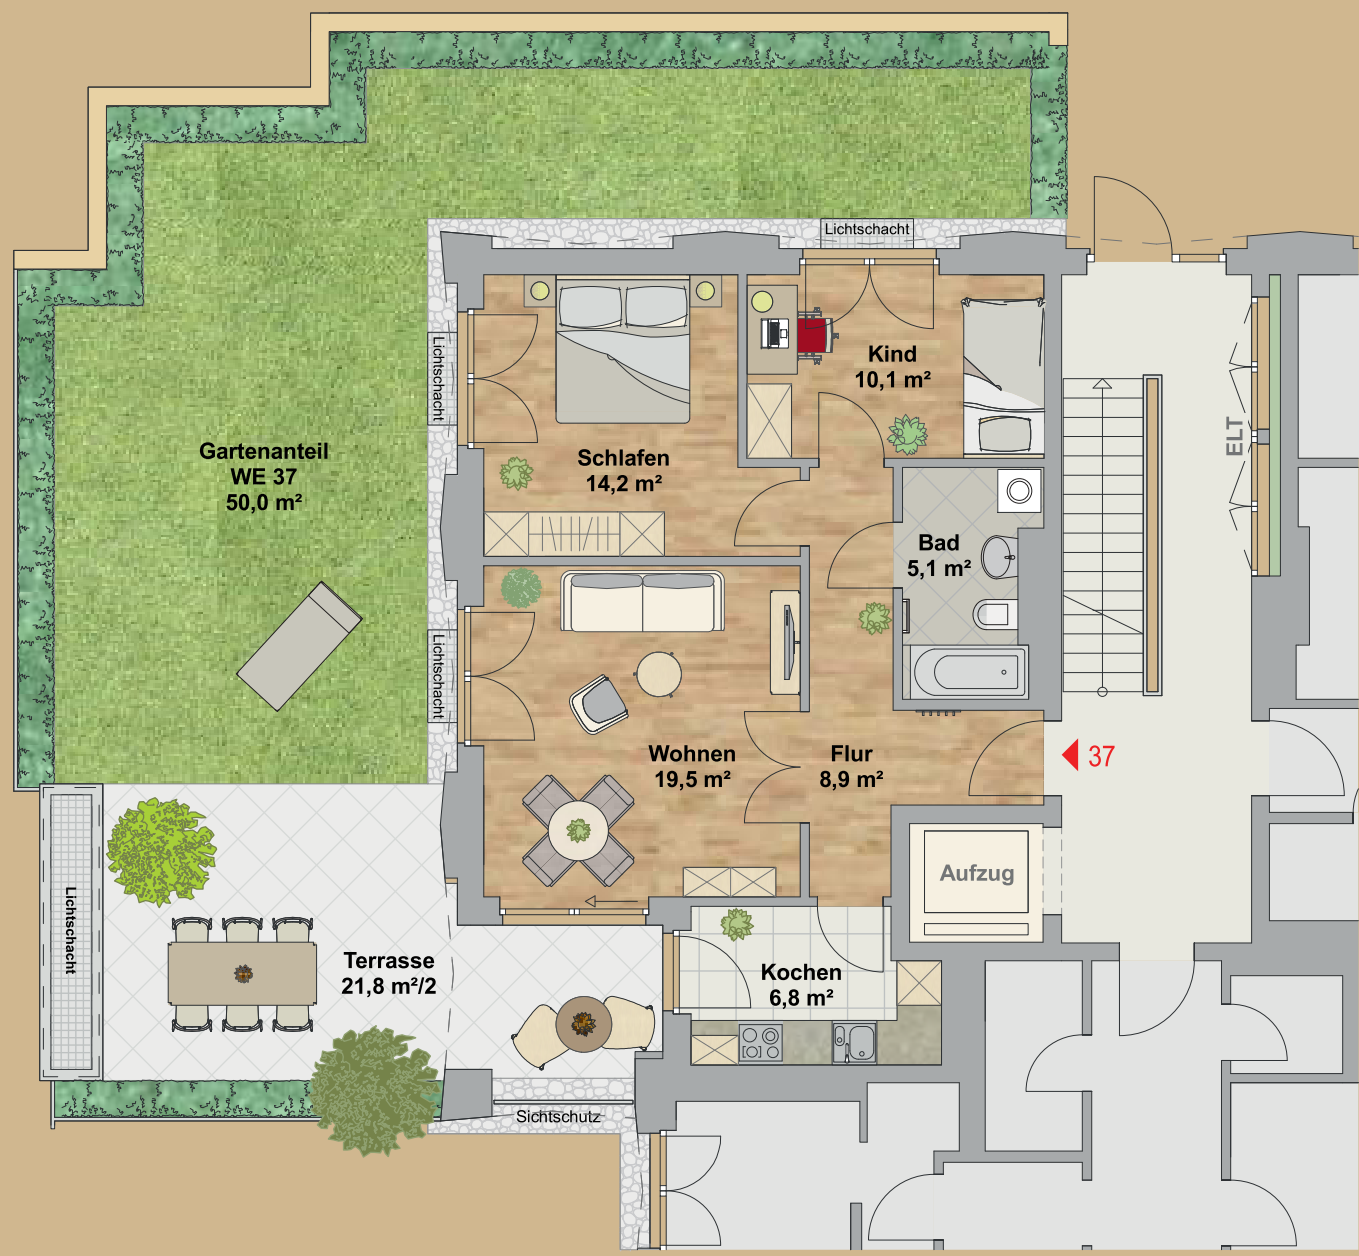 Lichtschacht
Kind
10,1 m²
Lichtschacht
ELT
Gartenanteil
WE 37
50,0 m²
Schlafen
14,2 m²
Bad
5,1 m²
Lichtschacht
Wohnen
19,5 m²
Flur
8,9 m²
37
Aufzug
Lichtschacht
Terrasse
21,8 m²/2
Kochen
6,8 m²
Sichtschutz